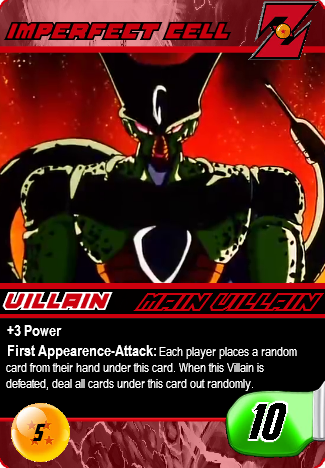 IMPERFECT CELL
VILLAIN MAIN VILLAIN
+3 Power
First Appearence-Attack: Each player places a random
card from their hand under this card. When this Villain is
defeated, deal all cards under this card out randomly.
5 10